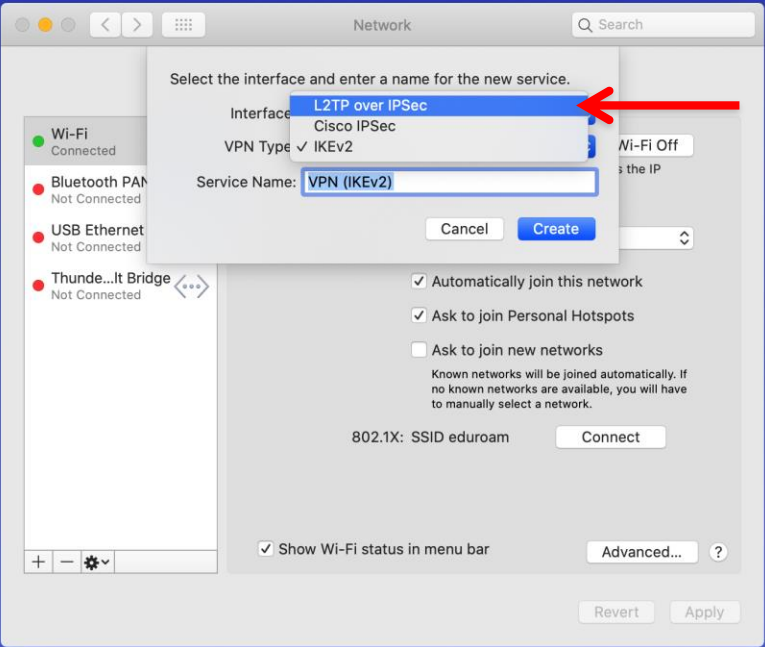 Network
Search
Select the interface and enter a name for the new service.
Interface
L2TP over IPSec
Cisco IPSec
VPN Type
IKEv2
Service Name: VPN (IKEv2)
Cancel
Create
Wi-Fi
Connected
Bluetooth PAN
Not Connected
USB Ethernet
Not Connected
Thunde...lt Bridge
Not Connected
Wi-Fi Off
s the IP
Automatically join this network
Ask to join Personal Hotspots
Ask to join new networks
Known networks will be joined automatically. If
no known networks are available, you will have
to manually select a network.
802.1X: SSID eduroam
Connect
Show Wi-Fi status in menu bar
Advanced...
?
Revert
Apply